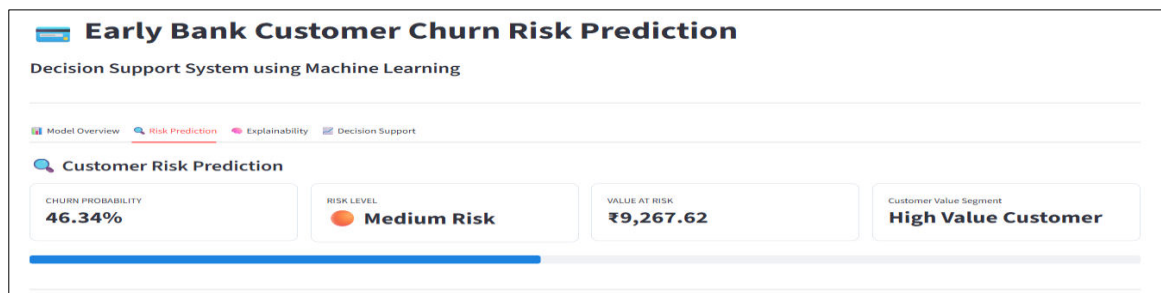 Early Bank Customer Churn Risk Prediction
Decision Support System using Machine Learning
Model Overview Risk Prediction Explainability Decision Support
Customer Risk Prediction
CHURN PROBABILITY
46.34%
RISK LEVEL
Medium Risk
VALUE AT RISK
₹9,267.62
Customer Value Segment
High Value Customer